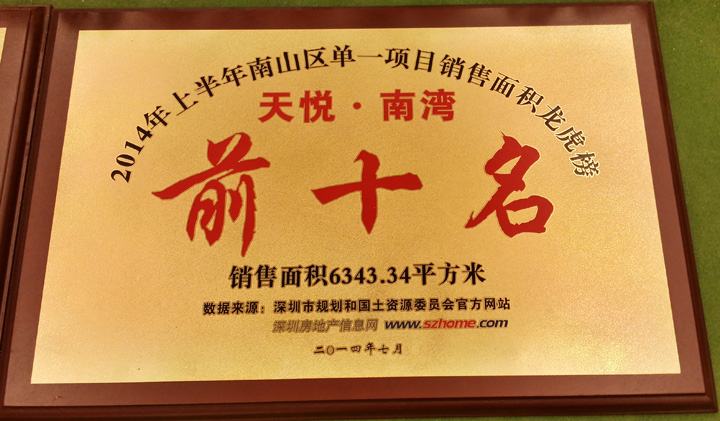 2014年上半年南山区单一项目销售面积龙虎榜
天悦·南湾
前十名
销售面积6343.34平方米
数据来源：深圳市规划和国土资源委员会官方网站
深圳房地产信息网 www.szhome.com
二〇一四年七月